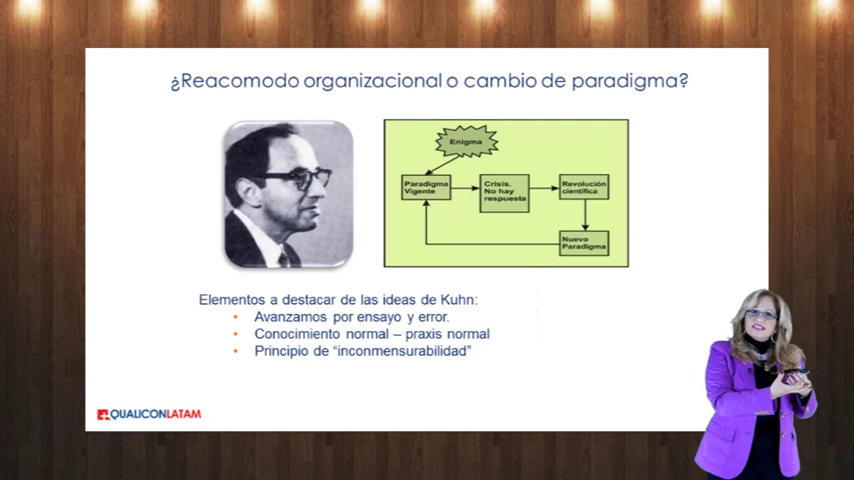 ¿Reacomodo organizacional o cambio de paradigma?
Enigma
Paradigma
Vigente
Crisis.
No hay
respuesta
Revolución
científica
Nuevo
Paradigma
Elementos a destacar de las ideas de Kuhn:
• Avanzamos por ensayo y error.
• Conocimiento normal – praxis normal
• Principio de “inconmensurabilidad”
QUALICONLATAM